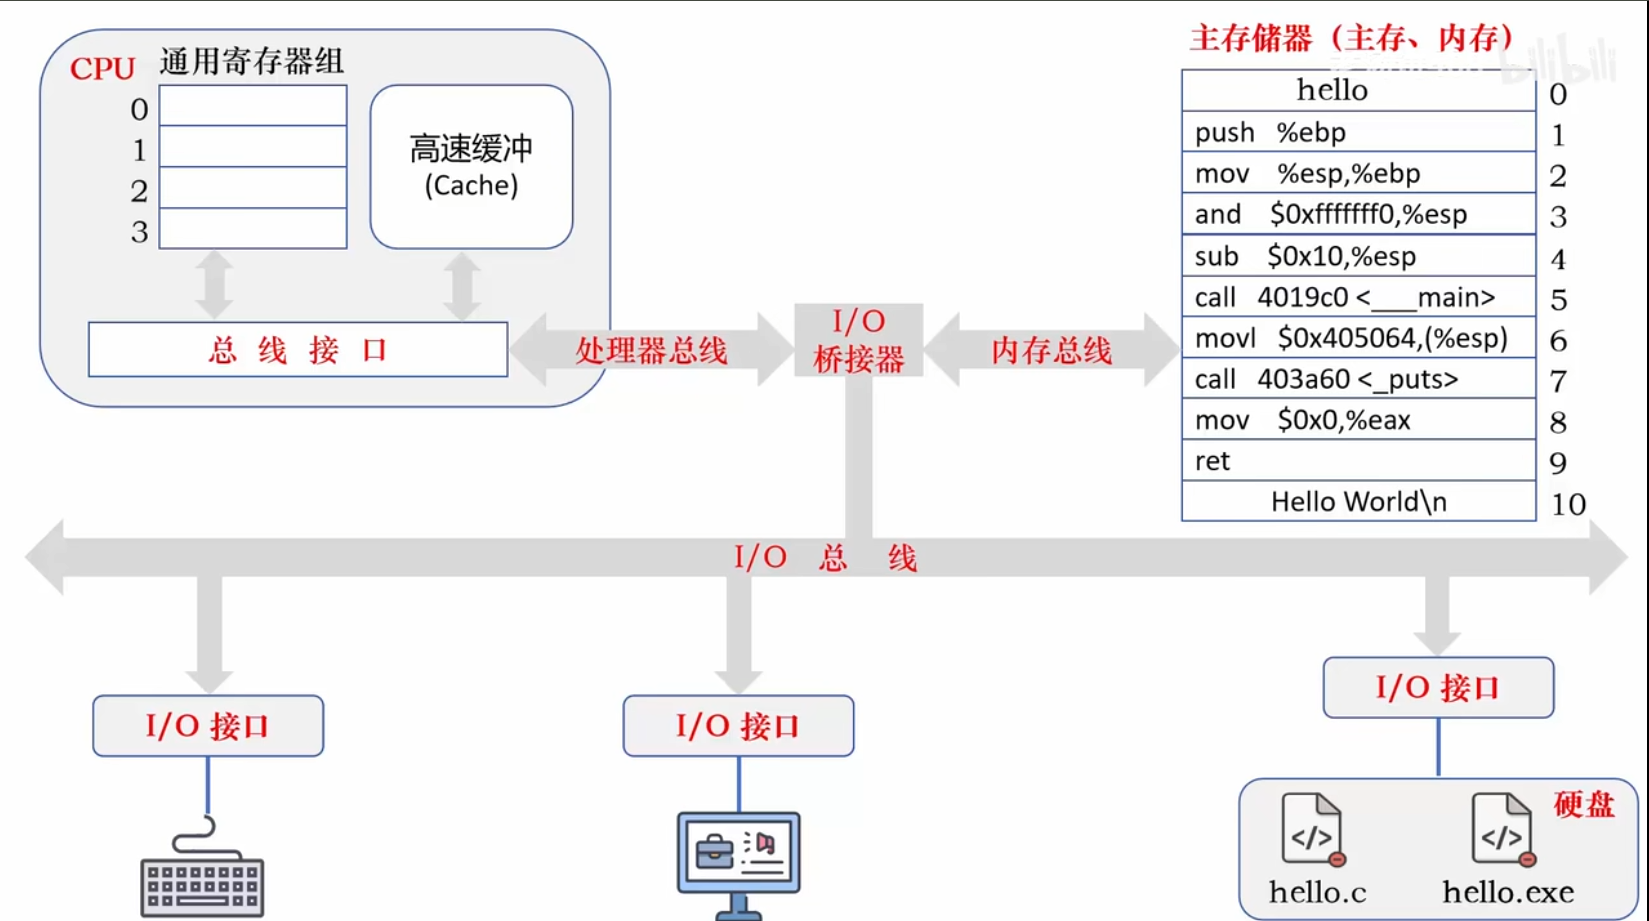 CPU 通用寄存器组
0
1
2
3
高速缓冲
(Cache)
总 线 接 口
处理器总线
I/O
桥接器
内存总线
主存储器（主存、内存）
bilibili
hello 0
push %ebp 1
mov %esp,%ebp 2
and $0xfffffff0,%esp 3
sub $0x10,%esp 4
call 4019c0 <___main> 5
movl $0x405064,(%esp) 6
call 403a60 <_puts> 7
mov $0x0,%eax 8
ret 9
Hello World\n 10
I/O 总 线
I/O 接口
I/O 接口
I/O 接口
硬盘
</>
</>
hello.c
hello.exe